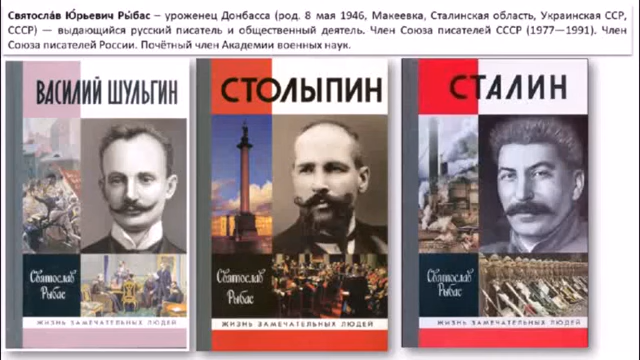 Святосла́в Ю́рьевич Ры́бас – уроженец Донбасса (род. 8 мая 1946, Макеевка, Сталинская область, Украинская ССР,
СССР) — выдающийся русский писатель и общественный деятель. Член Союза писателей СССР (1977—1991). Член
Союза писателей России. Почётный член Академии военных наук.
ВАСИЛИЙ ШУЛЬГИН
Святослав
Рыбас
ЖИЗНЬ ЗАМЕЧАТЕЛЬНЫХ ЛЮДЕЙ
СТОЛЫПИН
Святослав
Рыбас
ЖИЗНЬ ЗАМЕЧАТЕЛЬНЫХ ЛЮДЕЙ
СТАЛИН
Святослав
Рыбас
ЖИЗНЬ ЗАМЕЧАТЕЛЬНЫХ ЛЮДЕЙ